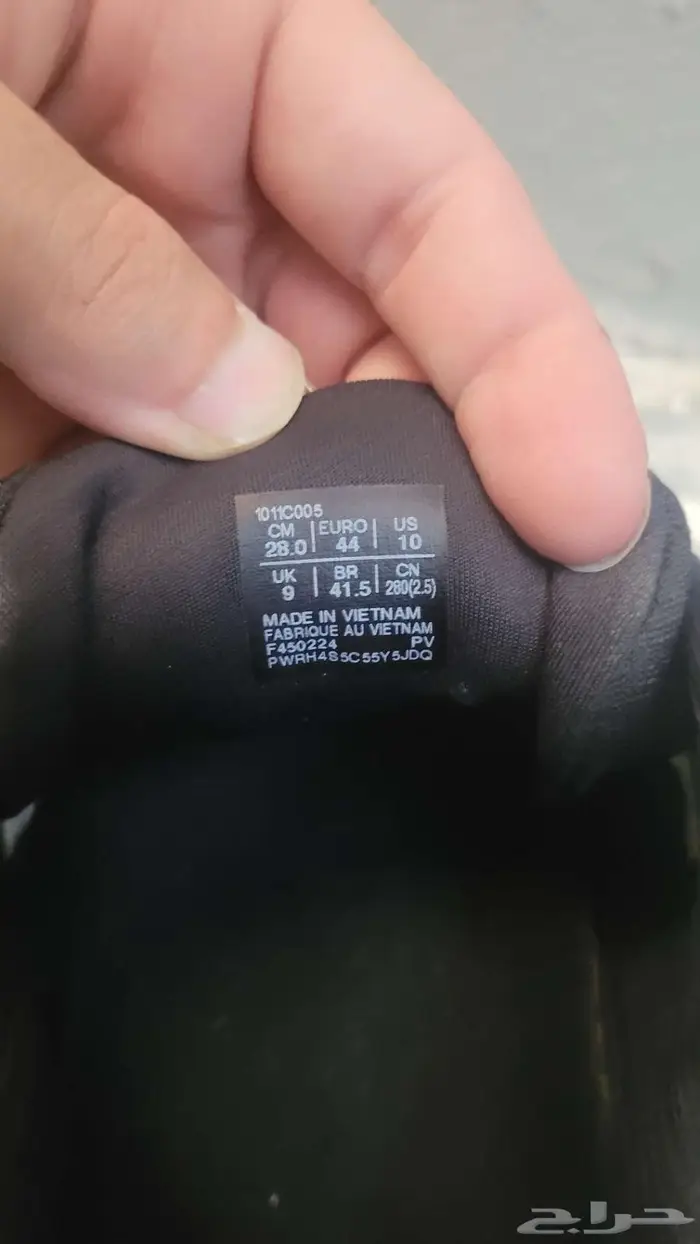 1011C005
CM | EURO | US
28.0 | 44 | 10
UK | BR | CN
9 | 41.5 | 280(2.5)
MADE IN VIETNAM
FABRIQUE AU VIETNAM
F450224 PV
PWRH4S5C55Y5JDQ
حراج